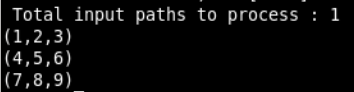 Total input paths to process : 1
(1,2,3)
(4,5,6)
(7,8,9)